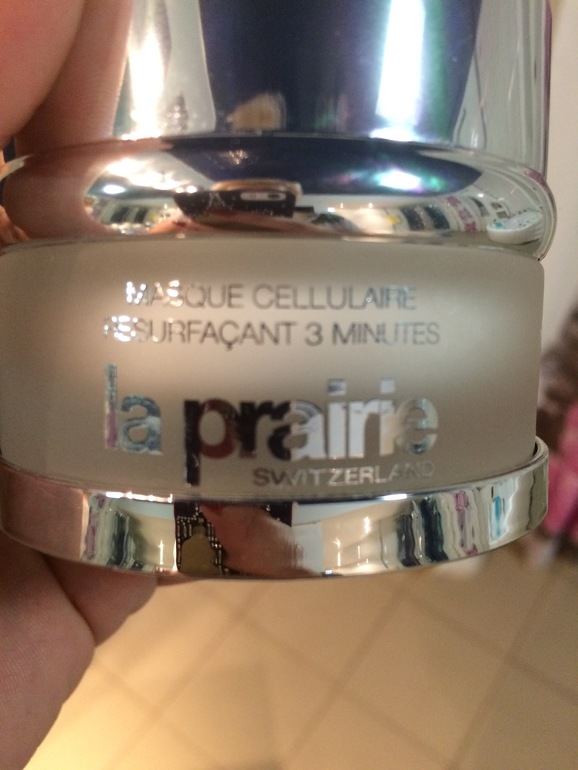 MASQUE CELLULAIRE
RESURFAÇANT 3 MINUTES
la prairie
SWITZERLAND